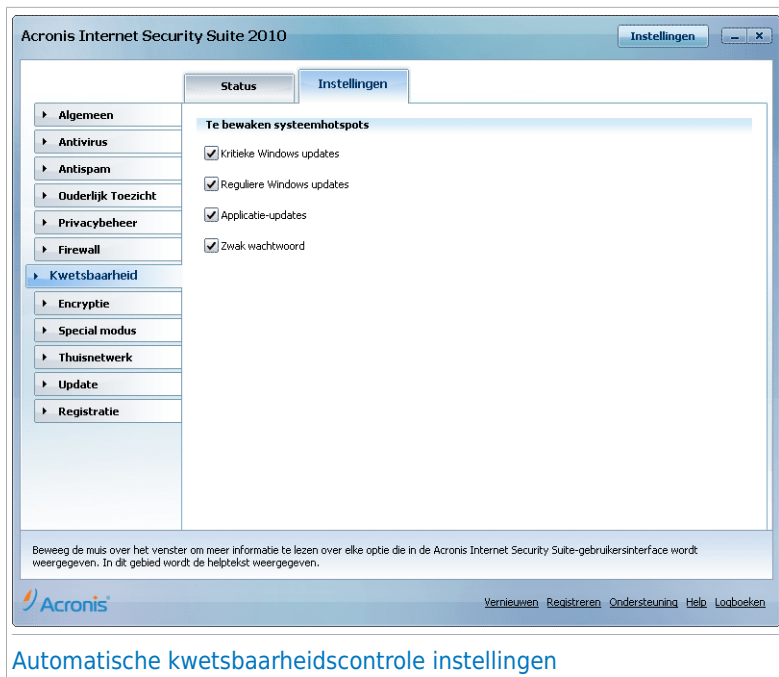 Acronis Internet Security Suite 2010
Instellingen
Status
Instellingen
Algemeen
Antivirus
Antispam
Ouderlijk Toezicht
Privacybeheer
Firewall
Kwetsbaarheid
Encryptie
Special modus
Thuisnetwerk
Update
Registratie
Te bewaken systeemhotspots
Kritieke Windows updates
Reguliere Windows updates
Applicatie-updates
Zwak wachtwoord
Beweeg de muis over het venster om meer informatie te lezen over elke optie die in de Acronis Internet Security Suite-gebruikersinterface wordt
weergegeven. In dit gebied wordt de helptekst weergegeven.
Acronis
Vernieuwen Registreren Ondersteuning Help Logboeken
Automatische kwetsbaarheidscontrole instellingen